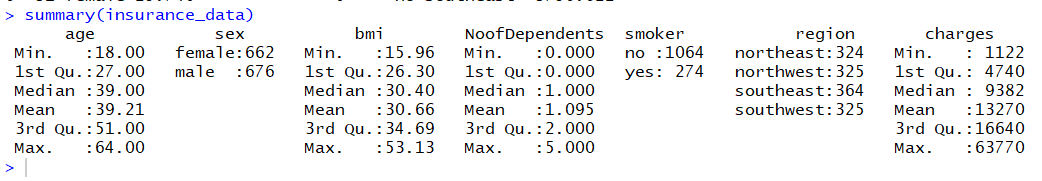 > summary(insurance_data)
age sex bmi NoofDependents smoker region charges
Min. :18.00 female:662 Min. :15.96 Min. :0.000 no :1064 northeast:324 Min. : 1122
1st Qu.:27.00 male :676 1st Qu.:26.30 1st Qu.:0.000 yes: 274 northwest:325 1st Qu.: 4740
Median :39.00 Median :30.40 Median :1.000 southeast:364 Median : 9382
Mean :39.21 Mean :30.66 Mean :1.095 southwest:325 Mean :13270
3rd Qu.:51.00 3rd Qu.:34.69 3rd Qu.:2.000 3rd Qu.:16640
Max. :64.00 Max. :53.13 Max. :5.000 Max. :63770
>